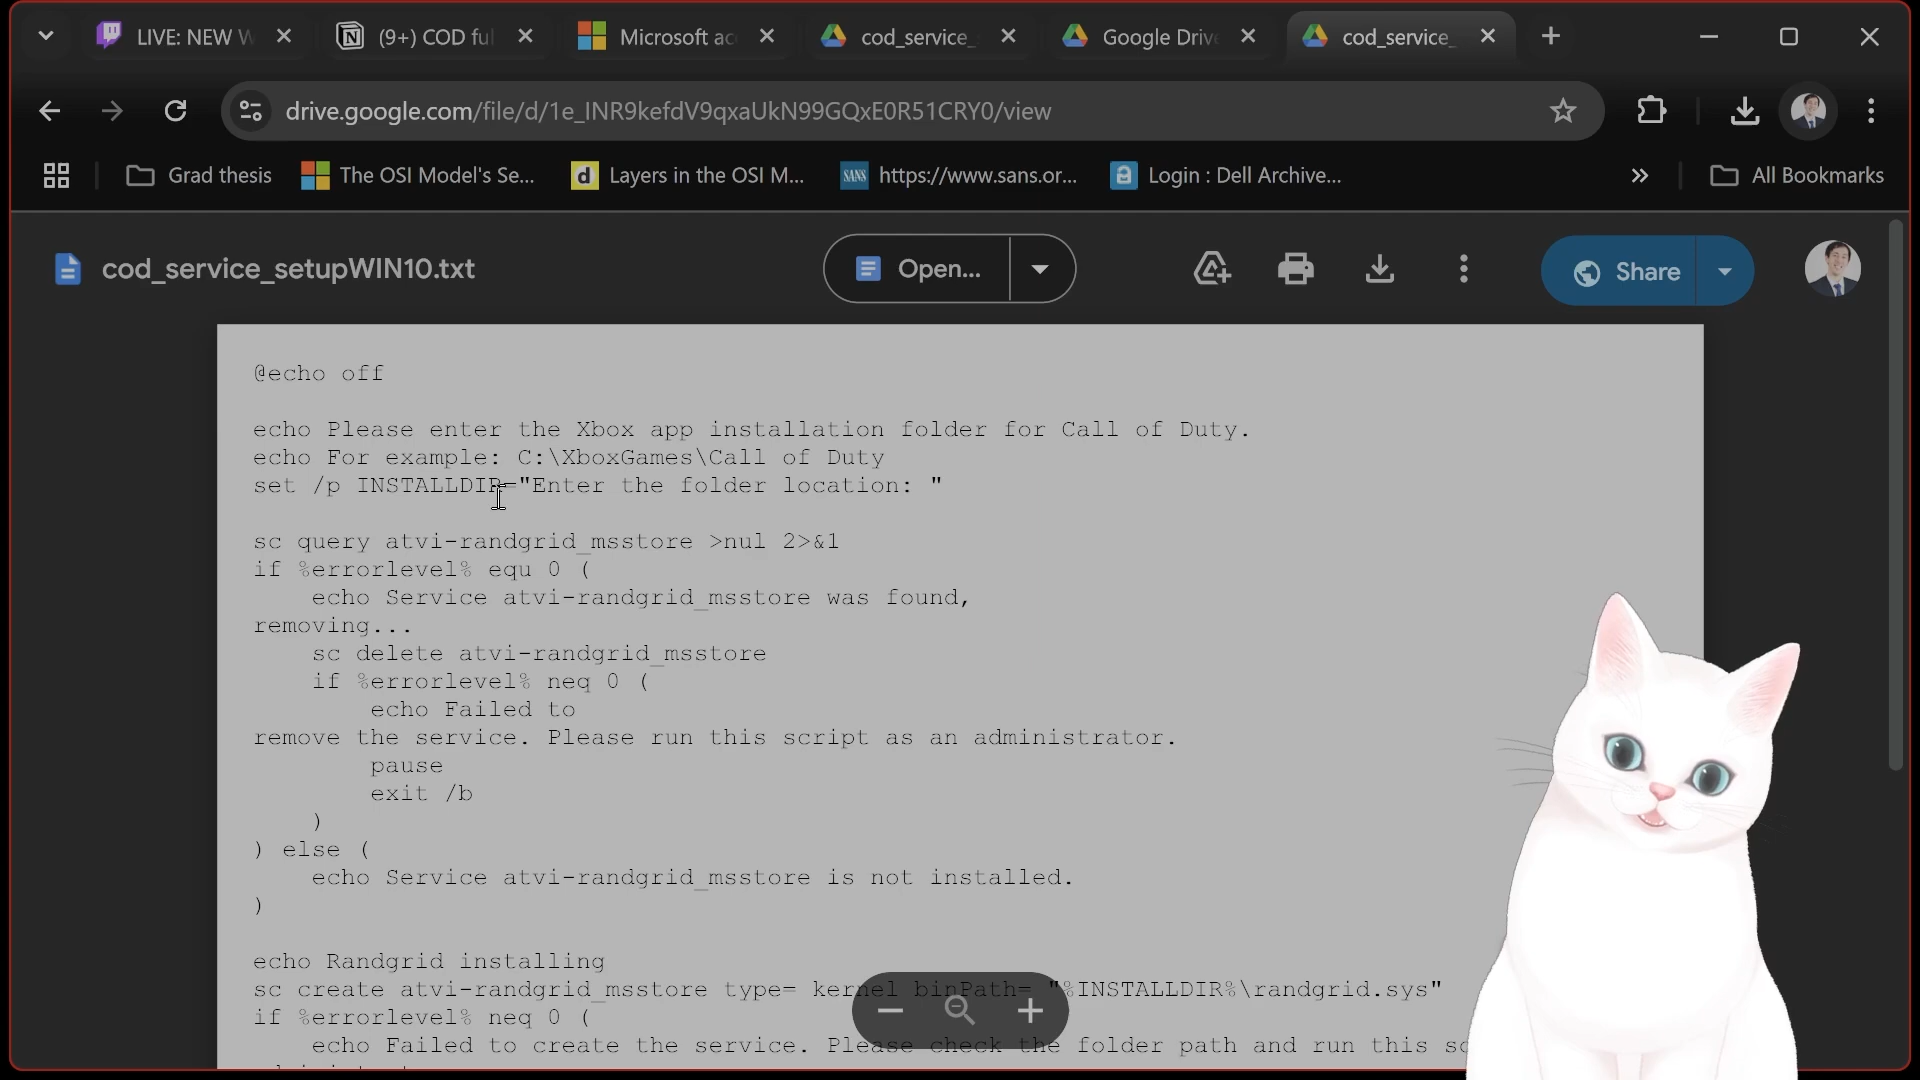 LIVE: NEW W
(9+) COD ful
Microsoft ac
cod_service_
Google Driv
cod_service_
drive.google.com/file/d/1e_INR9kefdV9qxaUkN99GQxE0R51CRY0/view
Grad thesis
The OSI Model's Se...
Layers in the OSI M...
SANS
https://www.sans.or...
Login : Dell Archive...
All Bookmarks
cod_service_setupWIN10.txt
Open...
Share
@echo off
echo Please enter the Xbox app installation folder for Call of Duty.
echo For example: C:\XboxGames\Call of Duty
set /p INSTALLDIR="Enter the folder location: "
sc query atvi-randgrid_msstore >nul 2>&1
if %errorlevel% equ 0 (
echo Service atvi-randgrid_msstore was found,
removing...
sc delete atvi-randgrid_msstore
if %errorlevel% neq 0 (
echo Failed to
remove the service. Please run this script as an administrator.
pause
exit /b
)
) else (
echo Service atvi-randgrid_msstore is not installed.
)
echo Randgrid installing
sc create atvi-randgrid_msstore type= kernel binPath= "%INSTALLDIR%\randgrid.sys"
if %errorlevel% neq 0 (
echo Failed to create the service. Please check the folder path and run this sc